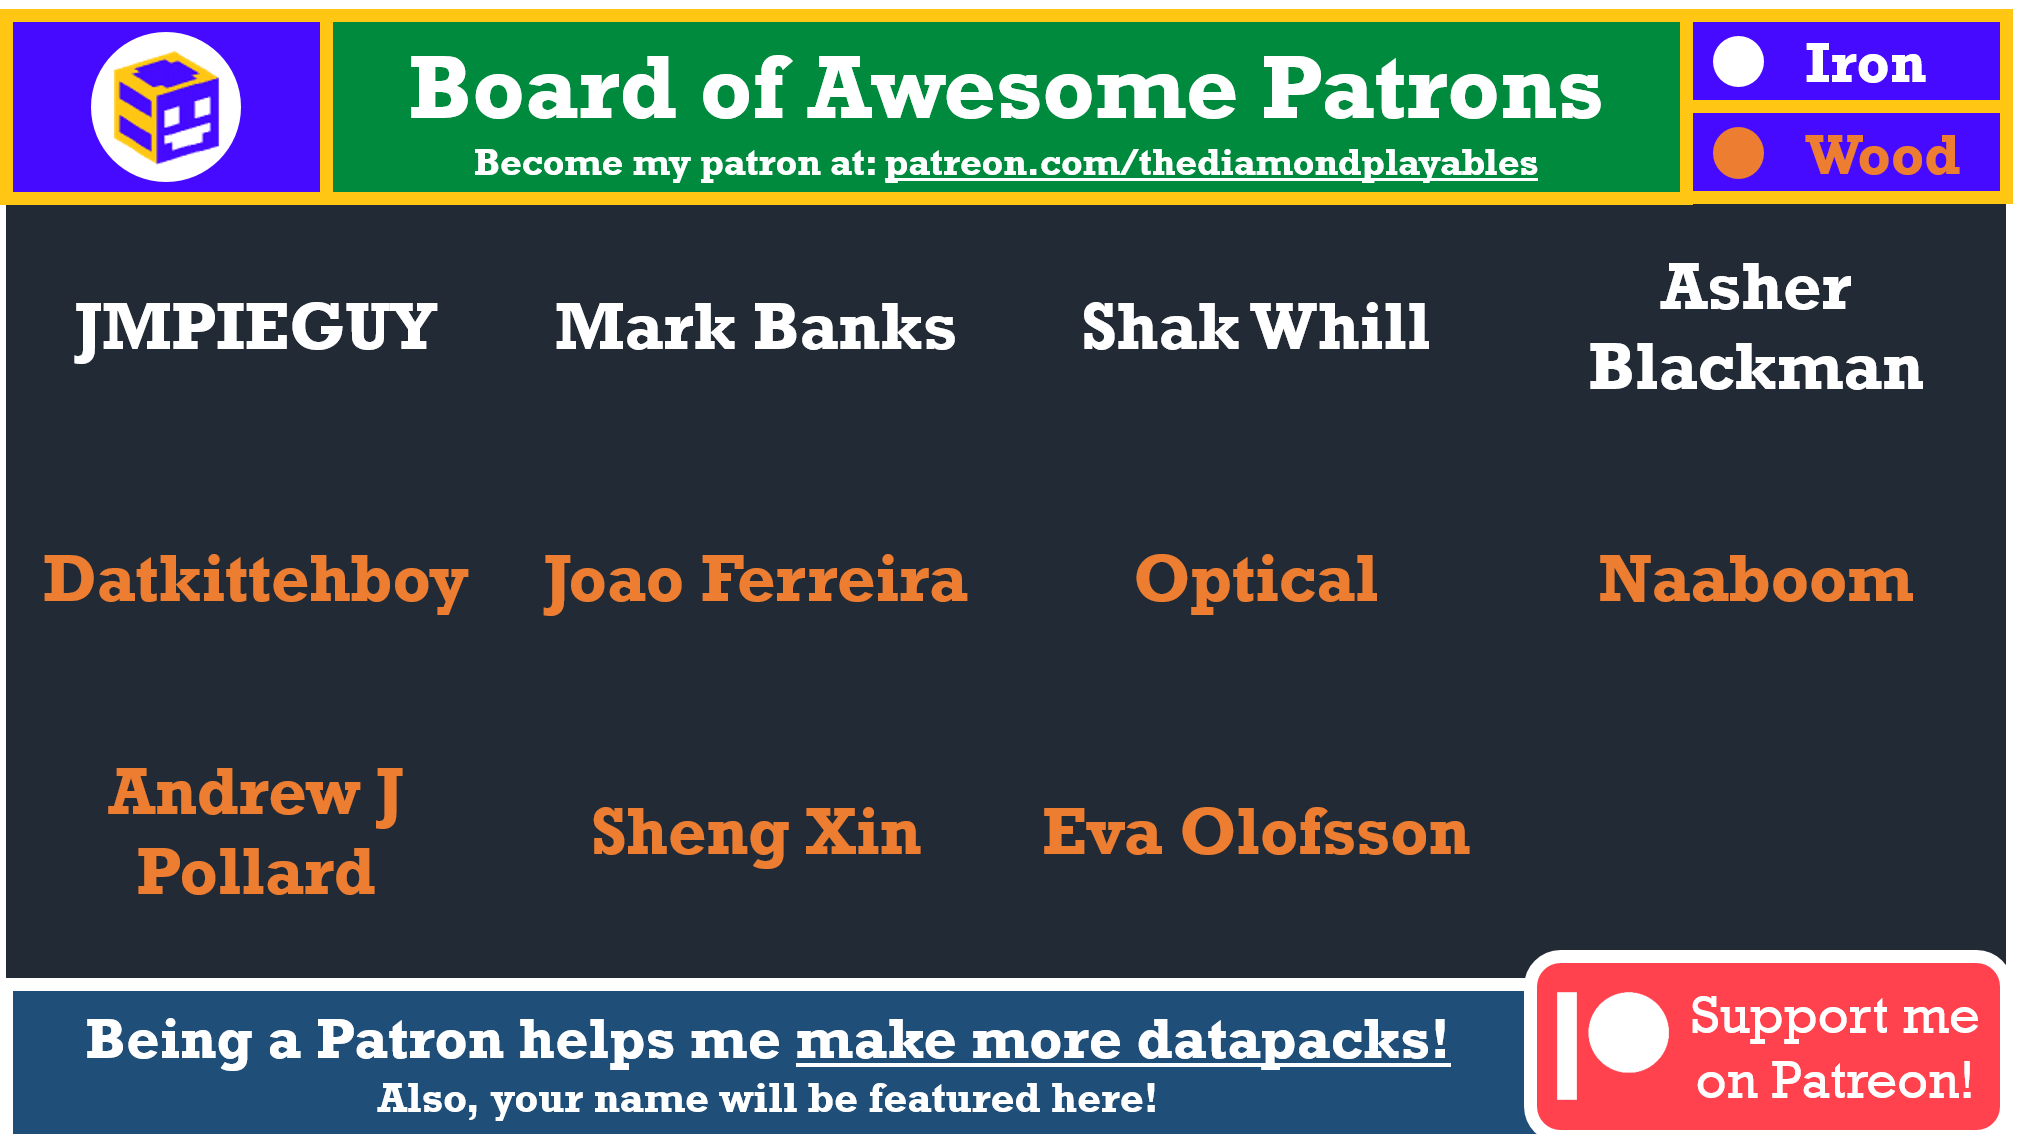 Board of Awesome Patrons
Become my patron at: patreon.com/thediamondplayables
Iron
Wood
JMPIEGUY
Mark Banks
Shak Whill
Asher
Blackman
Datkittehboy
Joao Ferreira
Optical
Naaboom
Andrew J
Pollard
Sheng Xin
Eva Olofsson
Being a Patron helps me make more datapacks!
Also, your name will be featured here!
Support me
on Patreon!